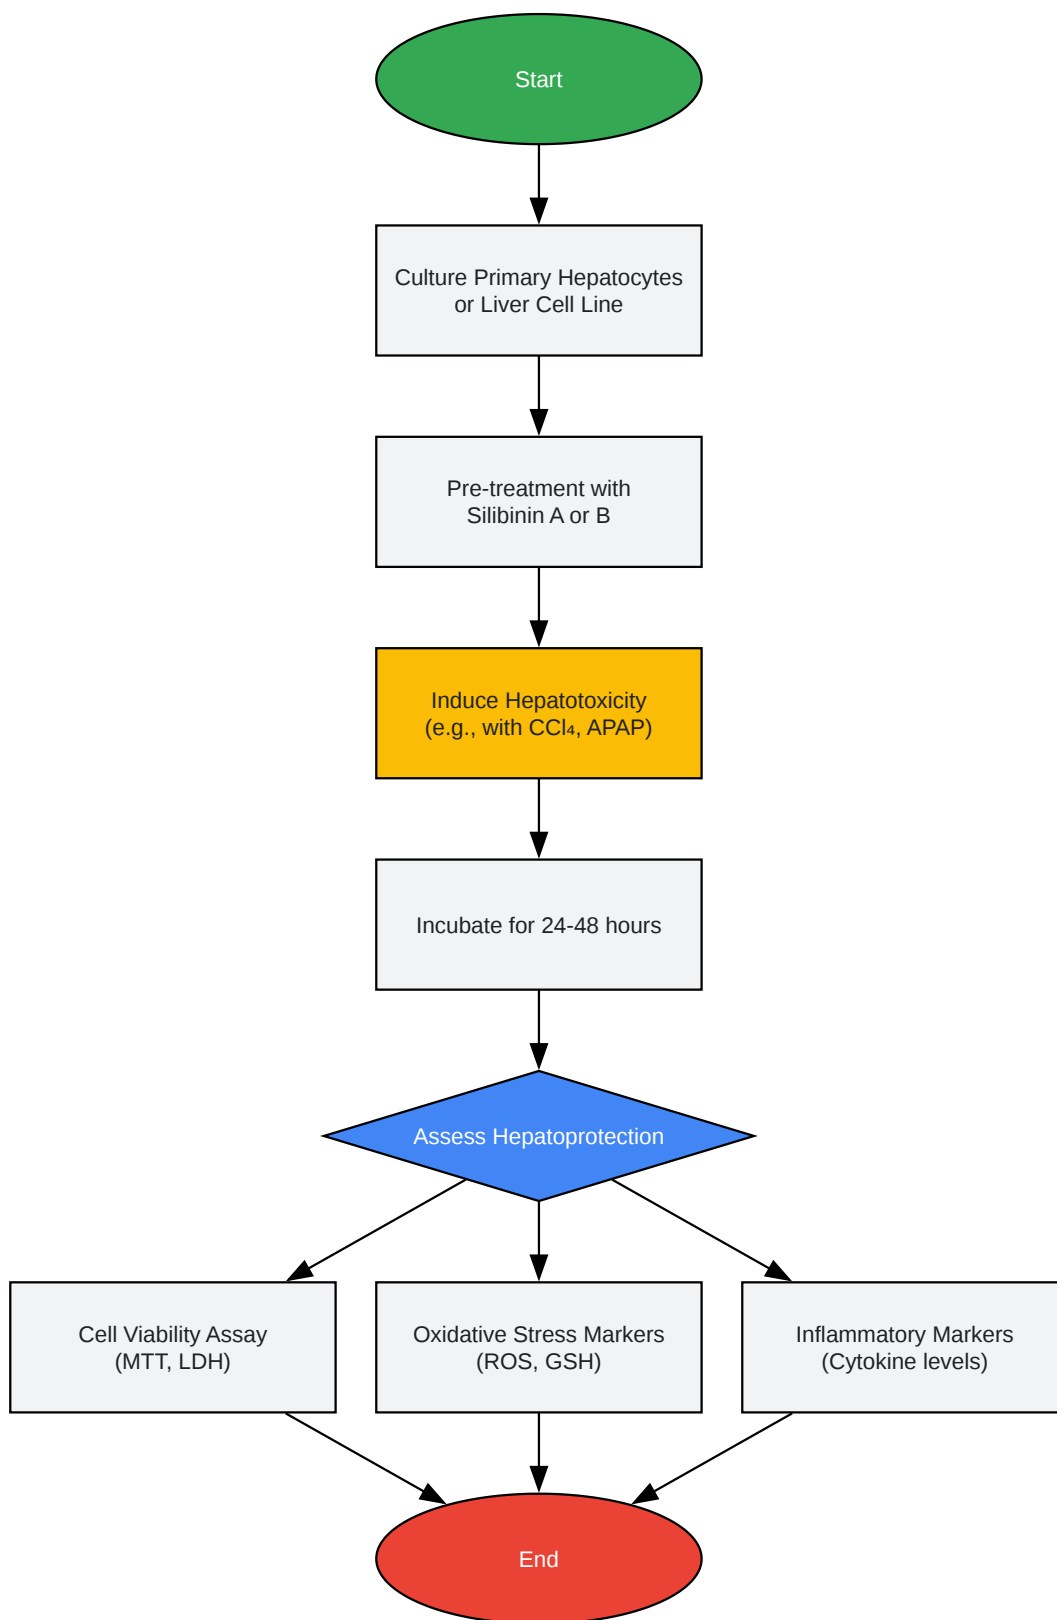 Start
Culture Primary Hepatocytes
or Liver Cell Line
Pre-treatment with
Silibinin A or B
Induce Hepatotoxicity
(e.g., with CCl₄, APAP)
Incubate for 24-48 hours
Assess Hepatoprotection
Cell Viability Assay
(MTT, LDH)
Oxidative Stress Markers
(ROS, GSH)
Inflammatory Markers
(Cytokine levels)
End